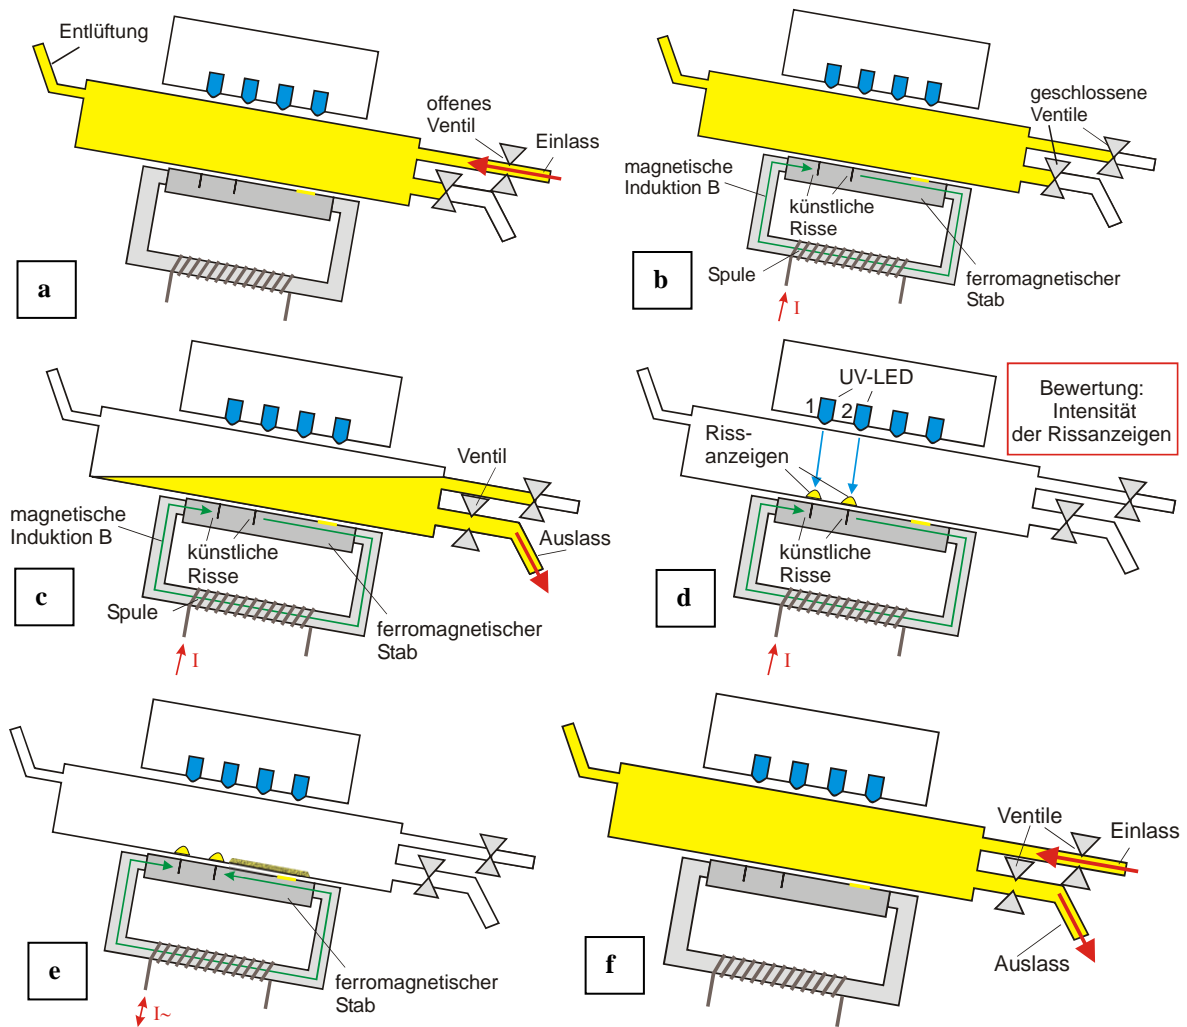 Entlüftung
offenes
Ventil
Einlass
a
geschlossene
Ventile
magnetische
Induktion B
künstliche
Risse
Spule
ferromagnetischer
Stab
I
b
Ventil
magnetische
Induktion B
künstliche
Risse
Auslass
Spule
ferromagnetischer
Stab
I
c
UV-LED
1
2
Riss-
anzeigen
Bewertung:
Intensität
der Rissanzeigen
künstliche
Risse
ferromagnetischer
Stab
I
d
ferromagnetischer
Stab
I~
e
Ventile
Einlass
Auslass
f